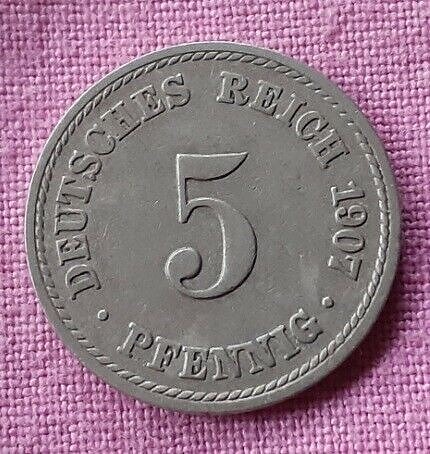 DEUTSCHES REICH 1907
5
· PFENNIG ·